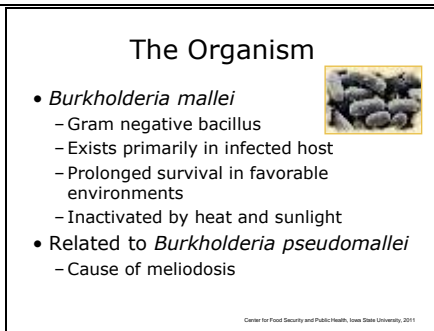 The Organism
• Burkholderia mallei
– Gram negative bacillus
– Exists primarily in infected host
– Prolonged survival in favorable
environments
– Inactivated by heat and sunlight
• Related to Burkholderia pseudomallei
– Cause of meliodosis
Center for Food Security and Public Health, Iowa State University, 2011